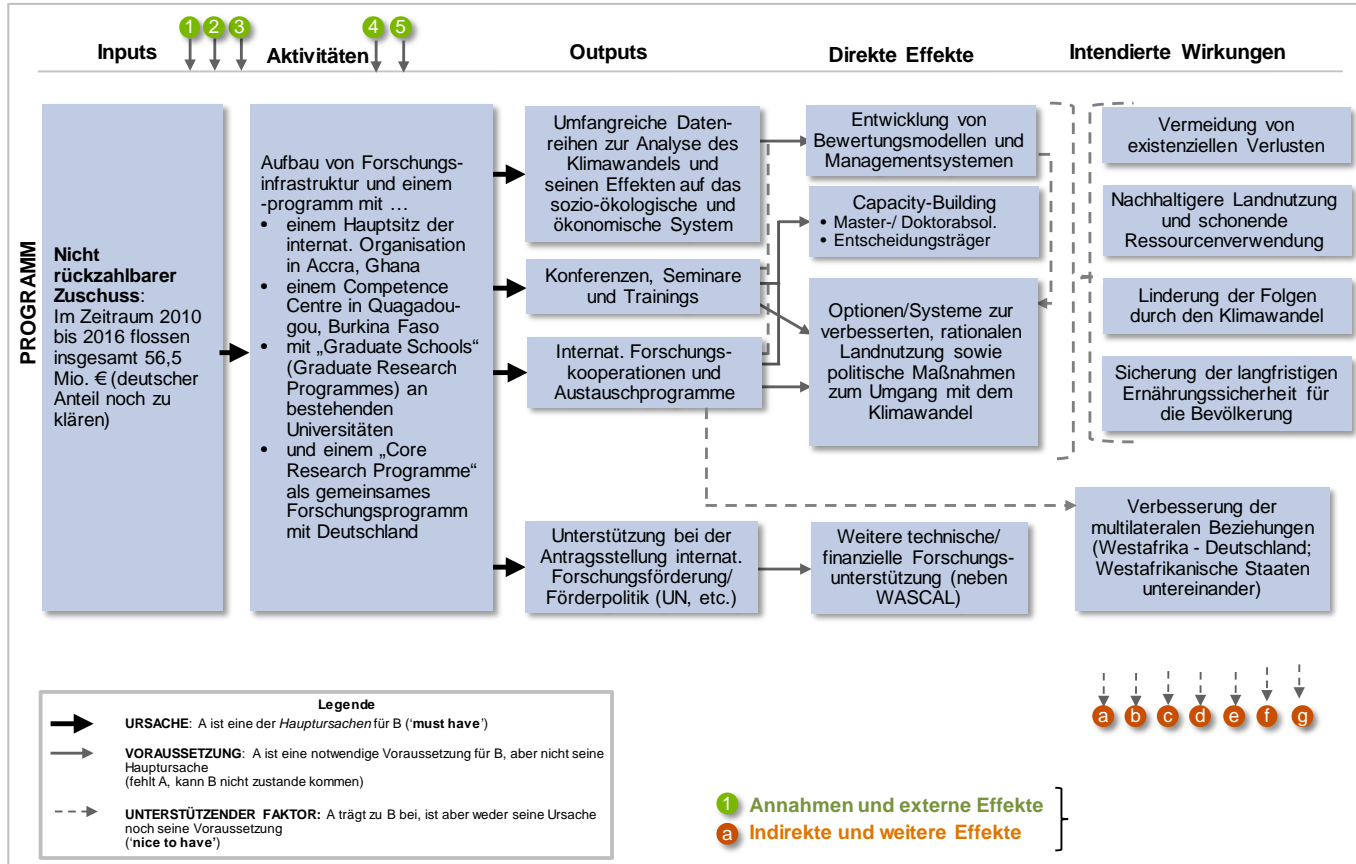 1 2 3 4 5
Inputs Aktivitäten Outputs Direkte Effekte Intendierte Wirkungen
PROGRAMM
Nicht
rückzahlbarer
Zuschuss:
Im Zeitraum 2010
bis 2016 flossen
insgesamt 56,5
Mio. € (deutscher
Anteil noch zu
klären)
Aufbau von Forschungs-
infrastruktur und einem
-programm mit …
• einem Hauptsitz der
internat. Organisation
in Accra, Ghana
• einem Competence
Centre in Quagadou-
gou, Burkina Faso
• mit „Graduate Schools“
(Graduate Research
Programmes) an
bestehenden
Universitäten
• und einem „Core
Research Programme“
als gemeinsames
Forschungsprogramm
mit Deutschland
Umfangreiche Daten-
reihen zur Analyse des
Klimawandels und
seinen Effekten auf das
sozio-ökologische und
ökonomische System
Konferenzen, Seminare
und Trainings
Internat. Forschungs-
kooperationen und
Austauschprogramme
Unterstützung bei der
Antragsstellung internat.
Forschungsförderung/
Förderpolitik (UN, etc.)
Entwicklung von
Bewertungsmodellen und
Managementsystemen
Capacity-Building
• Master-/ Doktorabsol.
• Entscheidungsträger
Optionen/Systeme zur
verbesserten, rationalen
Landnutzung sowie
politische Maßnahmen
zum Umgang mit dem
Klimawandel
Weitere technische/
finanzielle Forschungs-
unterstützung (neben
WASCAL)
Vermeidung von
existenziellen Verlusten
Nachhaltigere Landnutzung
und schonende
Ressourcenverwendung
Linderung der Folgen
durch den Klimawandel
Sicherung der langfristigen
Ernährungssicherheit für
die Bevölkerung
Verbesserung der
multilateralen Beziehungen
(Westafrika - Deutschland;
Westafrikanische Staaten
untereinander)
a b c d e f g
Legende
URSACHE: A ist eine der Hauptursachen für B (‘must have’)
VORAUSSETZUNG: A ist eine notwendige Voraussetzung für B, aber nicht seine
Hauptursache
(fehlt A, kann B nicht zustande kommen)
UNTERSTÜTZENDER FAKTOR: A trägt zu B bei, ist aber weder seine Ursache
noch seine Voraussetzung
(‘nice to have’)
1 Annahmen und externe Effekte
a Indirekte und weitere Effekte